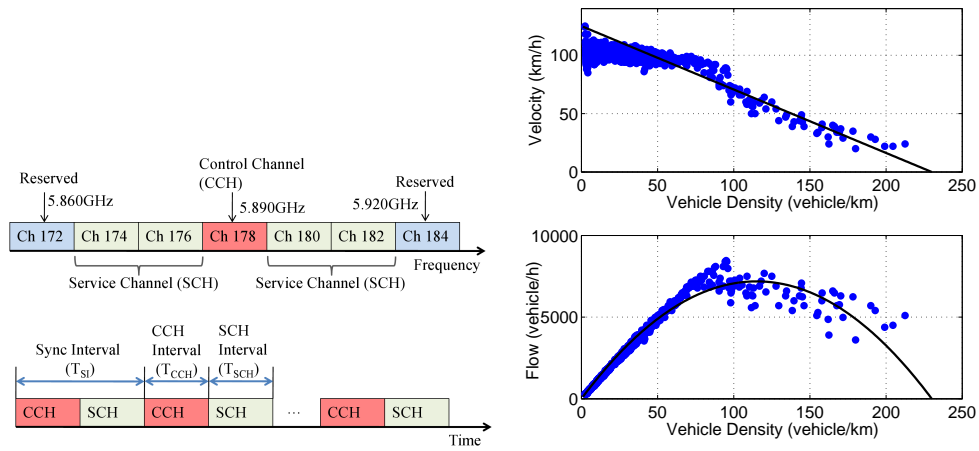 Reserved
5.860GHz
Control Channel
(CCH)
5.890GHz
Reserved
5.920GHz
Ch 172
Ch 174
Ch 176
Ch 178
Ch 180
Ch 182
Ch 184
Frequency
Service Channel (SCH)
Service Channel (SCH)
Sync Interval
(TSI)
CCH
Interval
(TCCH)
SCH
Interval
(TSCH)
CCH
SCH
CCH
SCH
...
CCH
SCH
Time
Velocity (km/h)
100
50
0
0
50
100
150
200
250
Vehicle Density (vehicle/km)
Flow (vehicle/h)
10000
5000
0
0
50
100
150
200
250
Vehicle Density (vehicle/km)